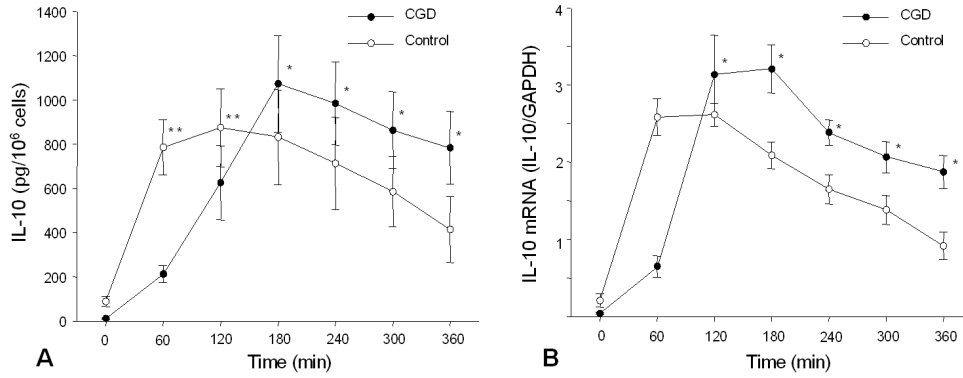 CGD
Control
1400
1200
1000
800
600
400
200
0
IL-10 (pg/10⁶ cells)
*
*
*
*
**
**
0 60 120 180 240 300 360
Time (min)
A
CGD
Control
4
3
2
1
IL-10 mRNA (IL-10/GAPDH)
*
*
*
*
*
0 60 120 180 240 300 360
Time (min)
B